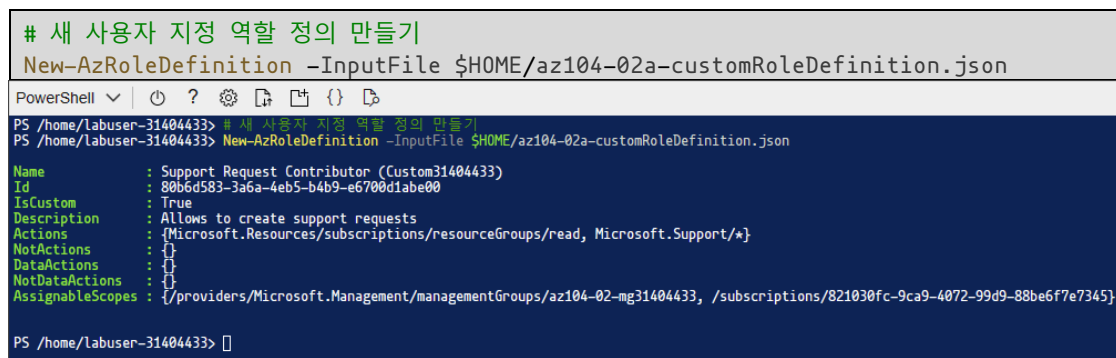 # 새 사용자 지정 역할 정의 만들기
New-AzRoleDefinition -InputFile $HOME/az104-02a-customRoleDefinition.json
PowerShell
PS /home/labuser-31404433> # 새 사용자 지정 역할 정의 만들기
PS /home/labuser-31404433> New-AzRoleDefinition -InputFile $HOME/az104-02a-customRoleDefinition.json
Name : Support Request Contributor (Custom31404433)
Id : 80b6d583-3a6a-4eb5-b4b9-e6700d1abe00
IsCustom : True
Description : Allows to create support requests
Actions : {Microsoft.Resources/subscriptions/resourceGroups/read, Microsoft.Support/*}
NotActions : {}
DataActions : {}
NotDataActions : {}
AssignableScopes : {/providers/Microsoft.Management/managementGroups/az104-02-mg31404433, /subscriptions/821030fc-9ca9-4072-99d9-88be6f7e7345}
PS /home/labuser-31404433>